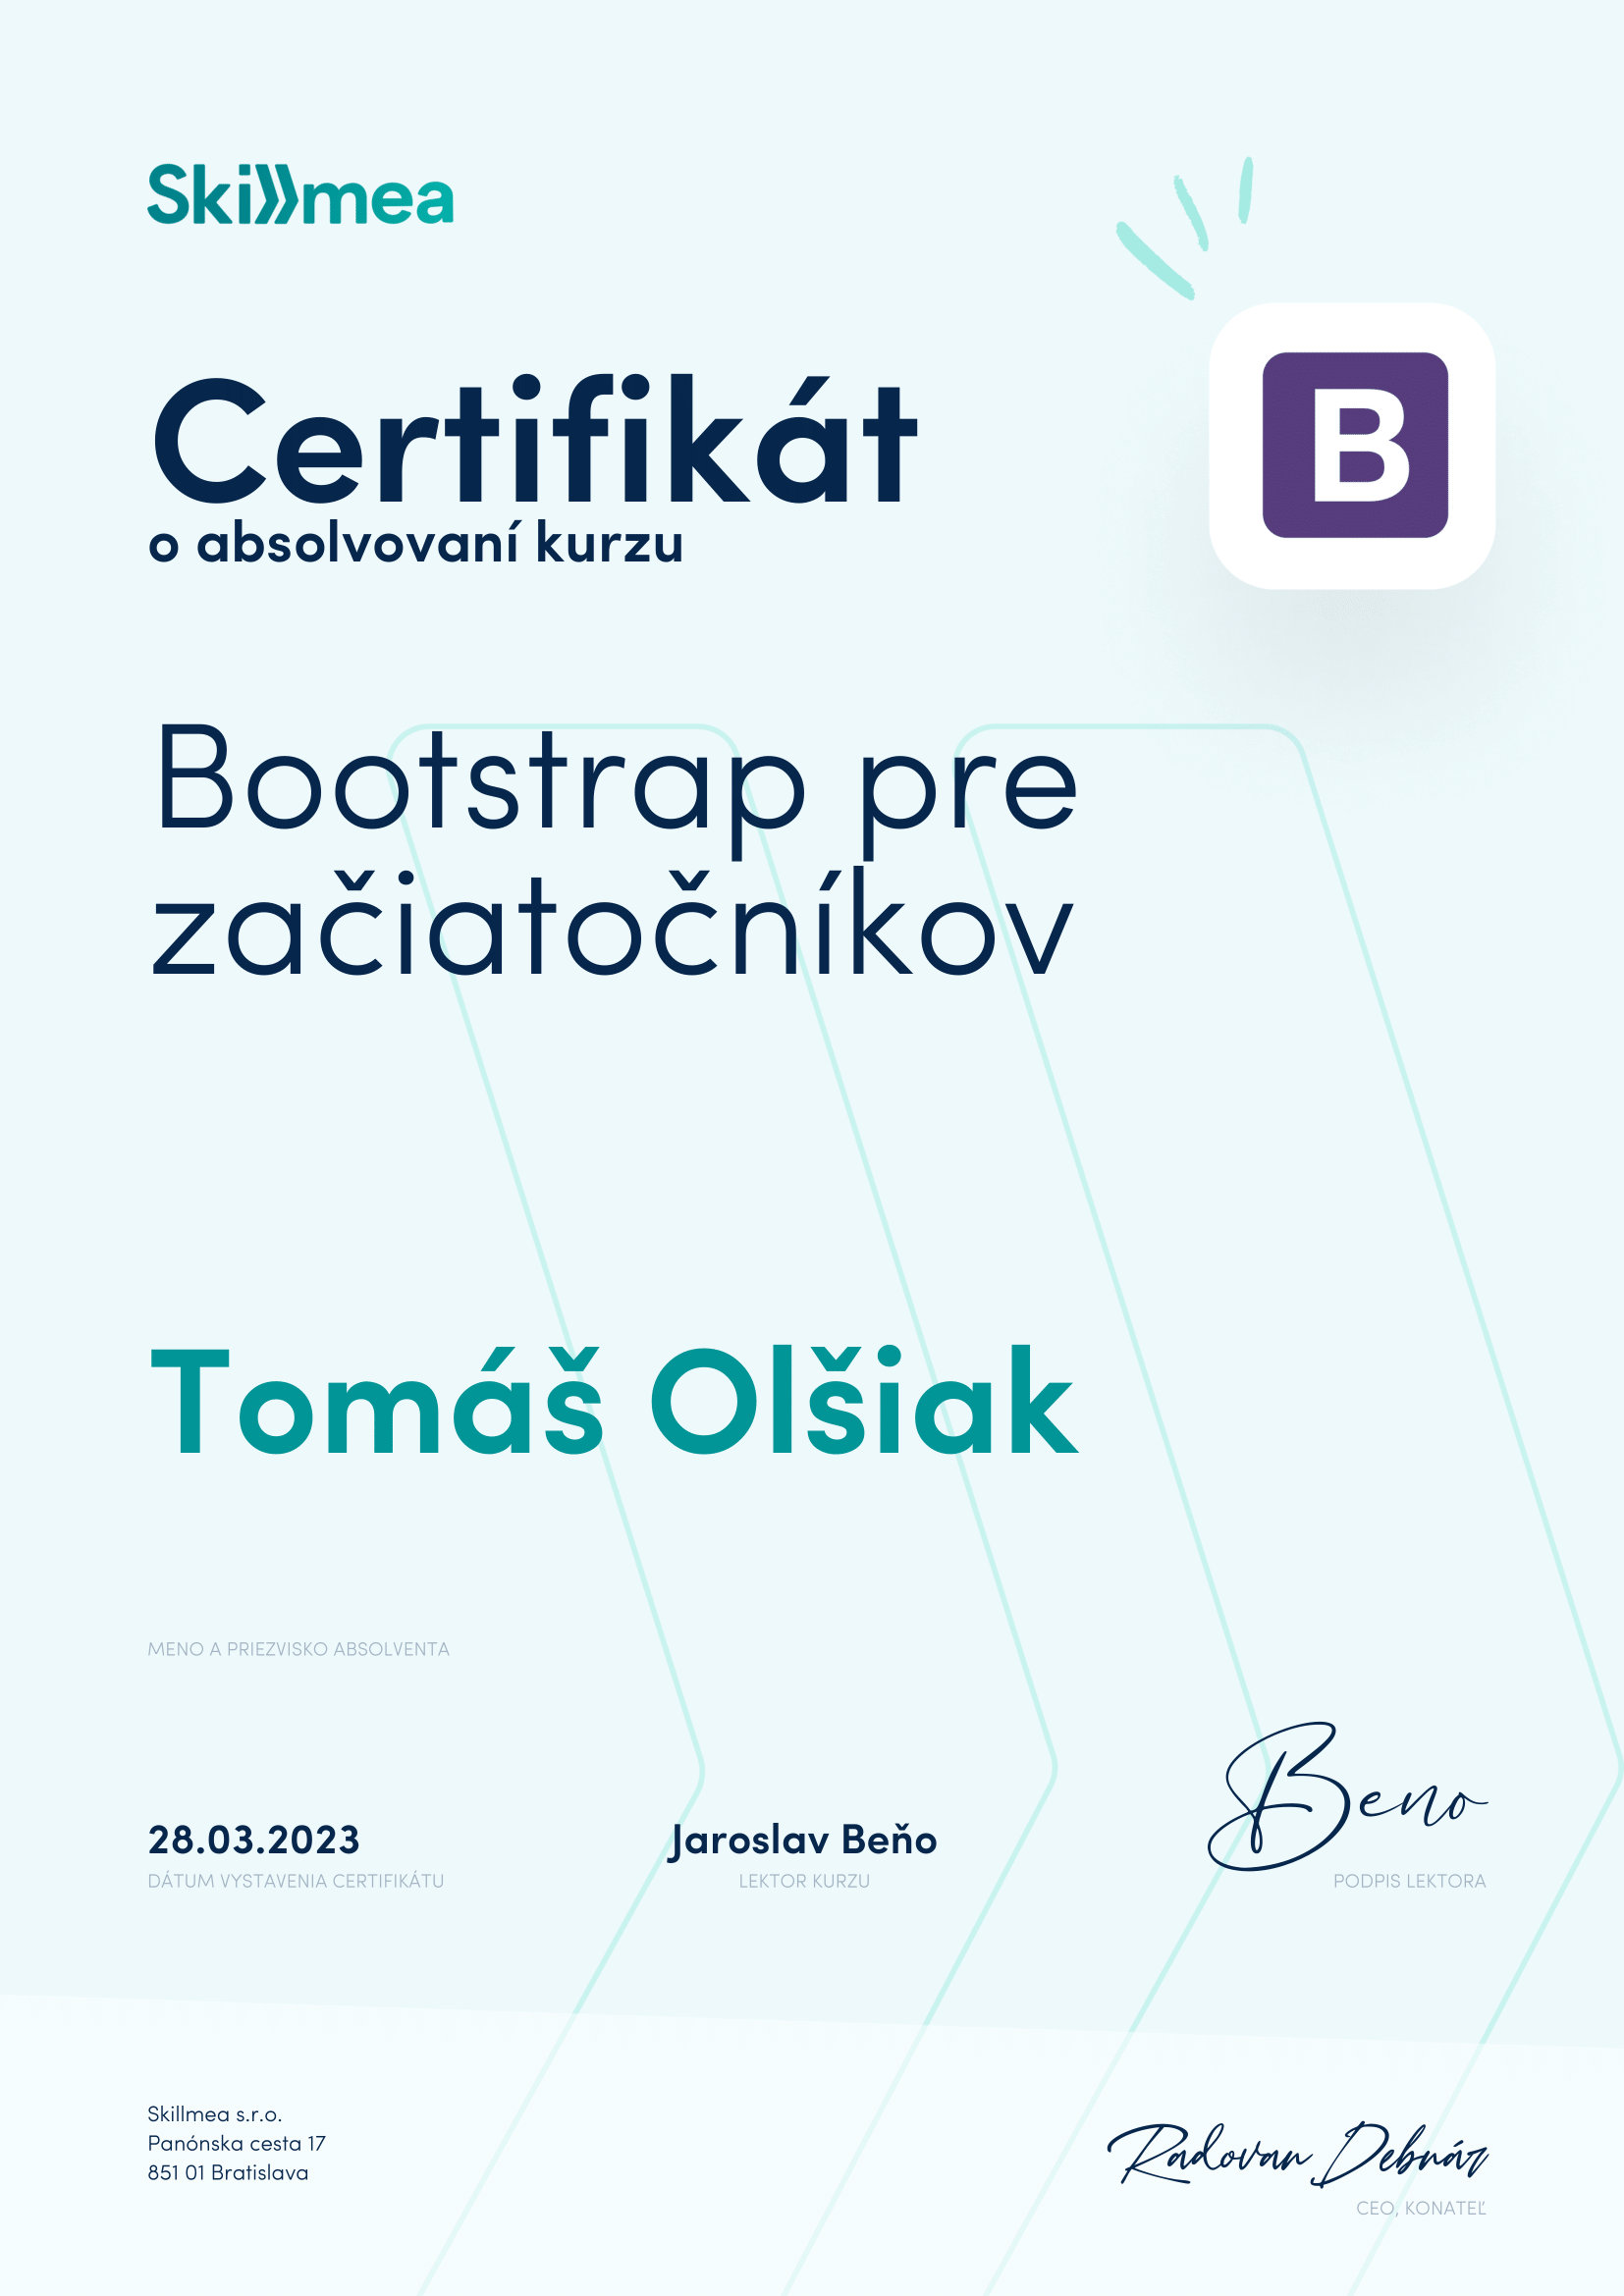 Skillmea
Certifikát
o absolvovaní kurzu
B
Bootstrap pre
začiatočníkov
Tomáš Olšiak
MENO A PRIEZVISKO ABSOLVENTA
Beno
28.03.2023
Jaroslav Beňo
DÁTUM VYSTAVENIA CERTIFIKÁTU
LEKTOR KURZU
PODPIS LEKTORA
Skillmea s.r.o.
Panónska cesta 17
851 01 Bratislava
Radovan Debnár
CEO, KONATEĽ